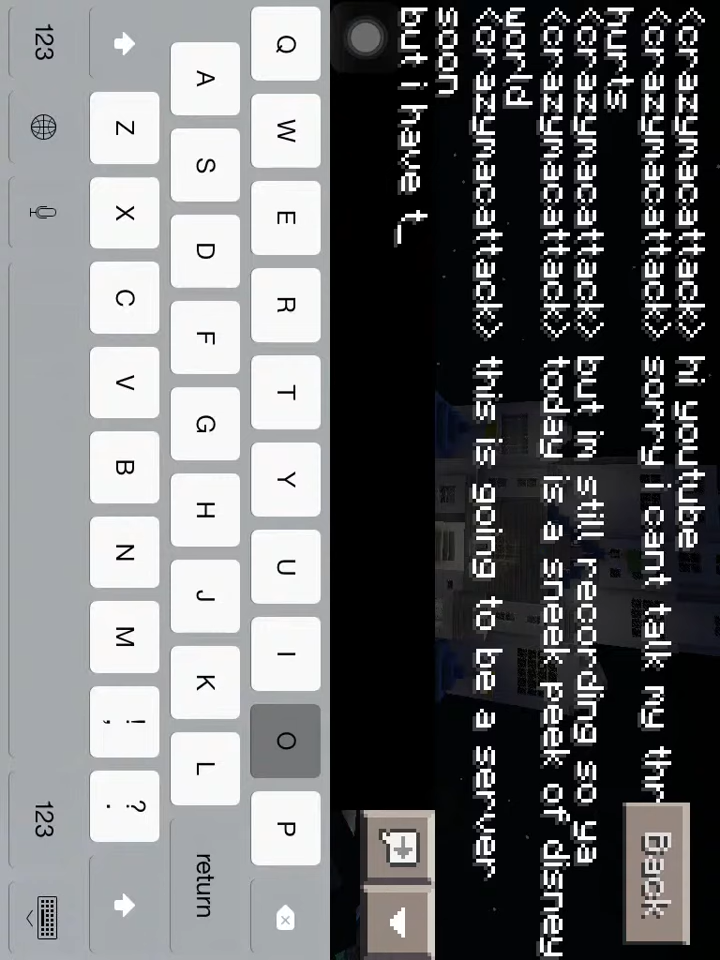 <crazymacattack> hi youtube
<crazymacattack> sorry i cant talk my thr
hurts
<crazymacattack> but im still recording so ya
<crazymacattack> today is a sneek peek of disney
world
<crazymacattack> this is going to be a server
soon
but i have t_
Back
Q W E R T Y U I O P
A S D F G H J K L return
Z X C V B N M ! , ? .
123 123